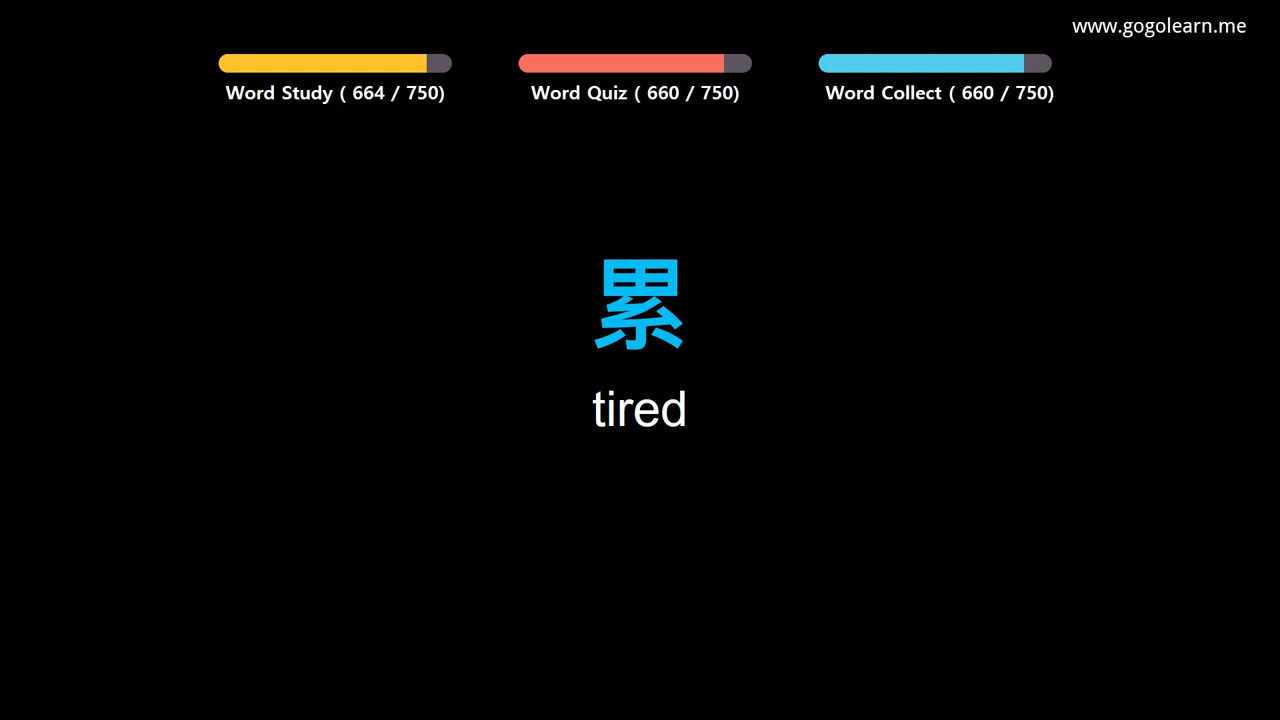 www.gogolearn.me
Word Study ( 664 / 750)
Word Quiz ( 660 / 750)
Word Collect ( 660 / 750)
累
tired